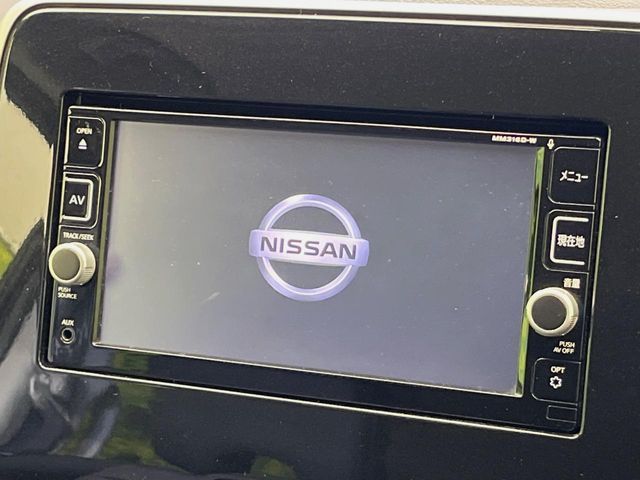 OPEN
MM316D-W
メニュー
AV
TRACK/SEEK
PUSH
SOURCE
AUX
NISSAN
現在地
音量
PUSH
AV OFF
OPT